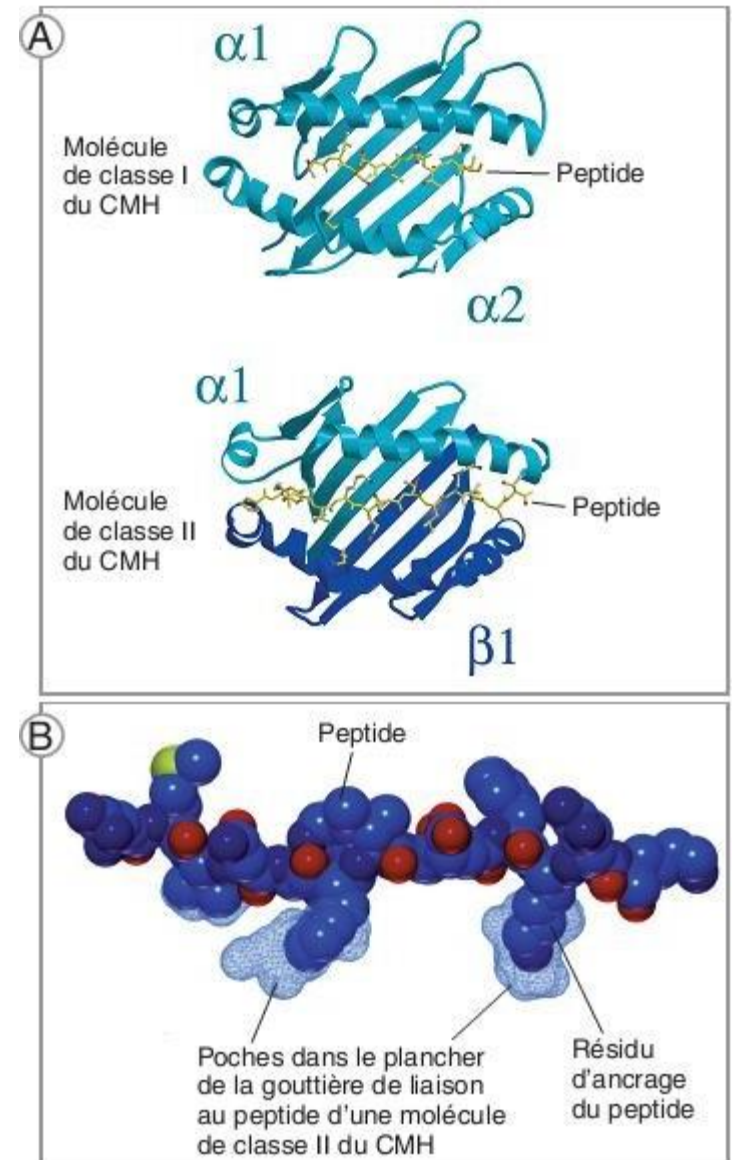 A
α1
Molécule
de classe I
du CMH
Peptide
α2
α1
Molécule
de classe II
du CMH
Peptide
β1
B
Peptide
Poches dans le plancher
de la gouttière de liaison
au peptide d'une molécule
de classe II du CMH
Résidu
d'ancrage
du peptide